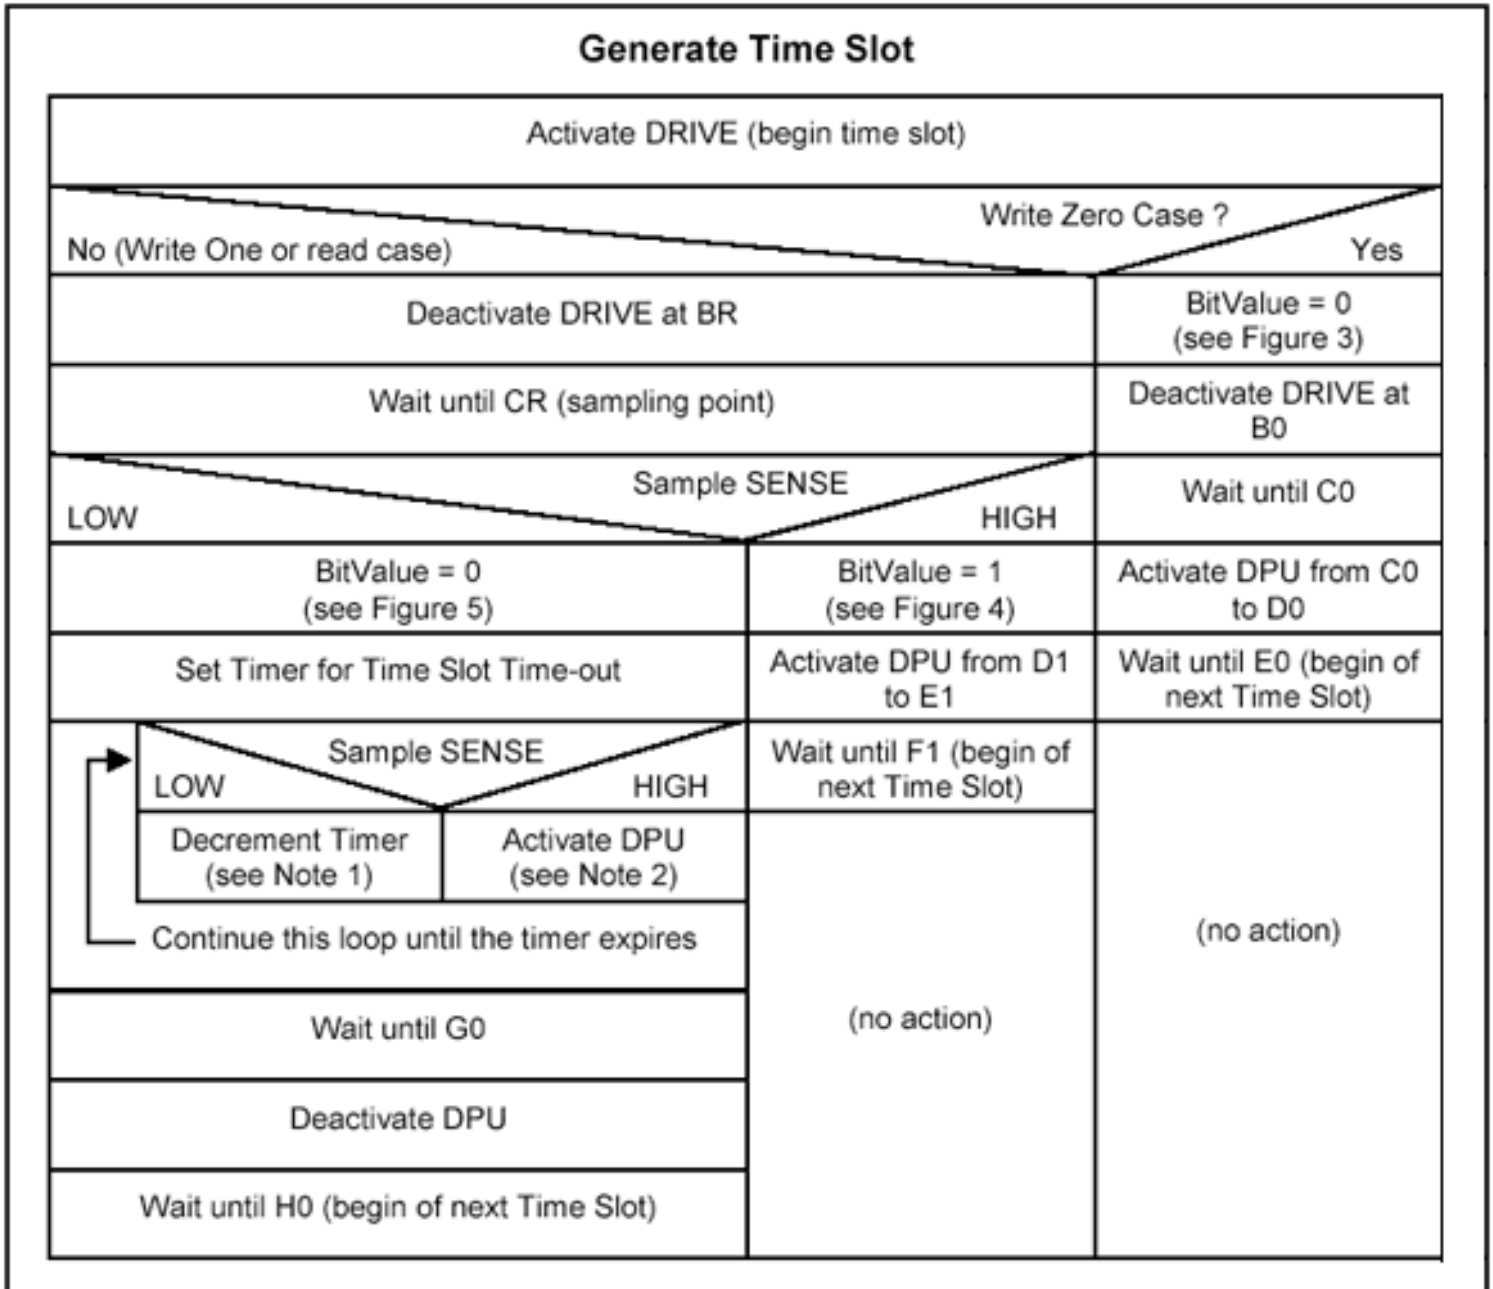 Generate Time Slot
Activate DRIVE (begin time slot)
Write Zero Case ?
No (Write One or read case)
Yes
Deactivate DRIVE at BR
BitValue = 0
(see Figure 3)
Wait until CR (sampling point)
Deactivate DRIVE at
B0
Sample SENSE
LOW
HIGH
Wait until C0
BitValue = 0
(see Figure 5)
BitValue = 1
(see Figure 4)
Activate DPU from C0
to D0
Set Timer for Time Slot Time-out
Activate DPU from D1
to E1
Wait until E0 (begin of
next Time Slot)
Sample SENSE
LOW
HIGH
Wait until F1 (begin of
next Time Slot)
Decrement Timer
(see Note 1)
Activate DPU
(see Note 2)
Continue this loop until the timer expires
(no action)
(no action)
Wait until G0
Deactivate DPU
Wait until H0 (begin of next Time Slot)